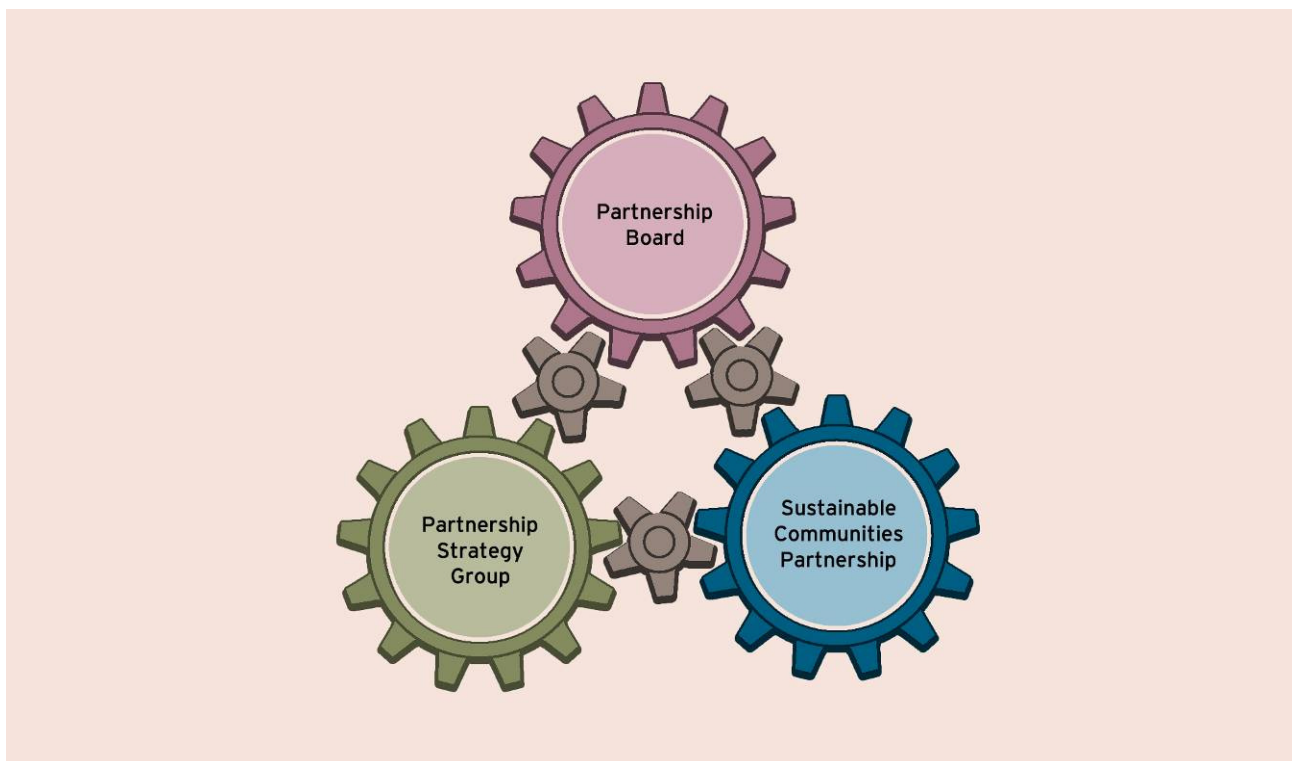 Partnership
Board
Partnership
Strategy
Group
Sustainable
Communities
Partnership